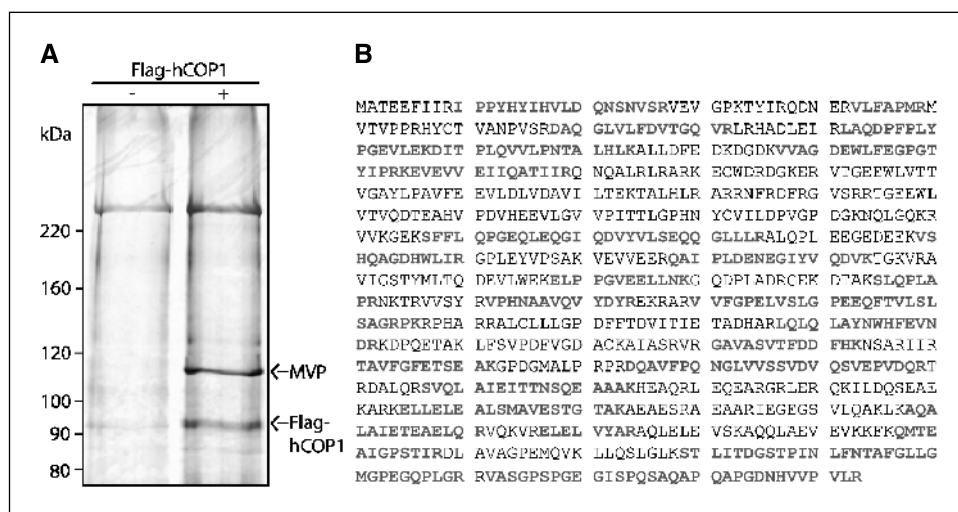 A
Flag-hCOP1
- +
kDa
220
160
120
←MVP
100
←Flag-
hCOP1
90
80
B
MATEEFIIRI PPYHYIHVLD QNSNVSRVEV GPKTYIRQDN ERVLFAPMRM
VTVPPRHYCT VANPVSRDAQ GLVLFDVTGQ VRLRHADLEI RLAQDPFPLY
PGEVLEKDIT PLQVVLPNTA LHLKALLDFE DKDGDKVVAG DEWLFEGPGT
YIPRKEVEVV EIIQATIIRQ NQALRLRARK ECWDRDGKER VTGEEWLVTT
VGAYLPAVFE EVLDLVDAVI LTEKTALHLR ARRNFRDFRG VSRRTGEEWL
VTVQDTEAHV PDVHEEVLGV VPITTLGPHN YCVILDPVGP DGKNQLGQKR
VVKGEKSFFL QPGEQLEQGI QDVYVLSEQQ GLLLRALQPL EEGEDEEKVS
HQAGDHWLIR GPLEYVPSAK VEVVEERQAI PLDENEGIYV QDVKTGKVRA
VIGSTYMLTQ DEVLWEKELP PGVEELLNKG QDPLADRGEK DTAKSLQPLA
PRNKTRVVSY RVPHNAAVQV YDYREKRARV VFGPELVSLG PEEQFTVLSL
SAGRPKRPHA RRALCLLLGP DFFTDVITIE TADHARLQLQ LAYNWHFEVN
DRKDPQETAK LFSVPDFVGD ACKAIASRVR GAVASVTFDD FHKNSARIIR
TAVFGFETSE AKGPDGMALP RPRDQAVFPQ NGLVVSSVDV QSVEPVDQRT
RDALQRSVQL AIEITTNSQE AAAKHEAQRL EQEARGRLER QKILDQSEAE
KARKELLELE ALSMAVESTG TAKAEAESRA EAARIEGEGS VLQAKLKAQA
LAIETEAELQ RVQKVRELEL VYARAQLELE VSKAQQLAEV EVKKFKQMTE
AIGPSTIRDL AVAGPEMQVK LLQSLGLKST LITDGSTPIN LFNTAFGLLG
MGPEGQPLGR RVASGPSPGE GISPQSAQAP QAPGDNHVVP VLR